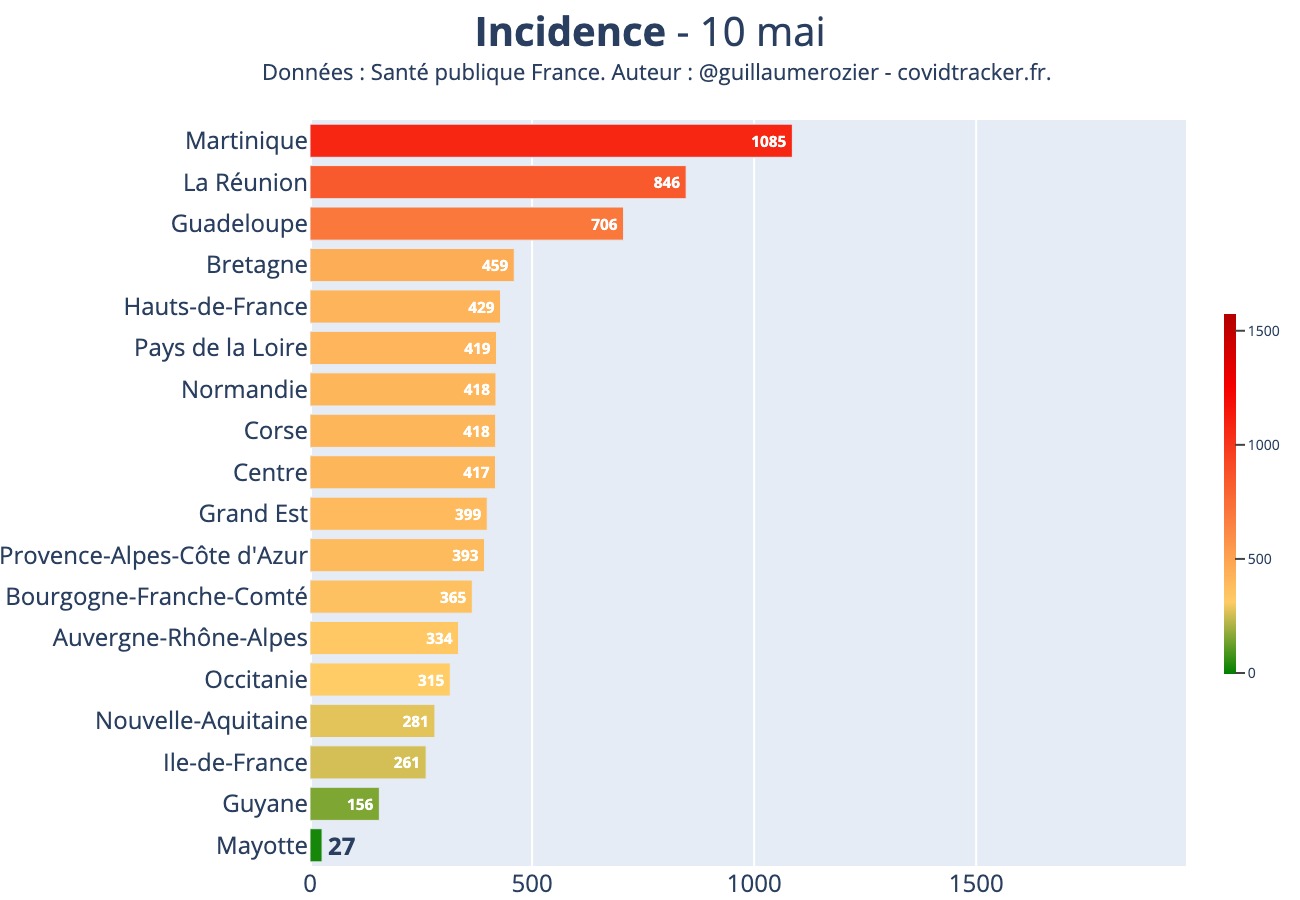 Incidence - 10 mai
Données : Santé publique France. Auteur : @guillaumerozier - covidtracker.fr.
Martinique 1085
La Réunion 846
Guadeloupe 706
Bretagne 459
Hauts-de-France 429
Pays de la Loire 419
Normandie 418
Corse 418
Centre 417
Grand Est 399
Provence-Alpes-Côte d'Azur 393
Bourgogne-Franche-Comté 365
Auvergne-Rhône-Alpes 334
Occitanie 315
Nouvelle-Aquitaine 281
Ile-de-France 261
Guyane 156
Mayotte 27
0 500 1000 1500
1500
1000
500
0